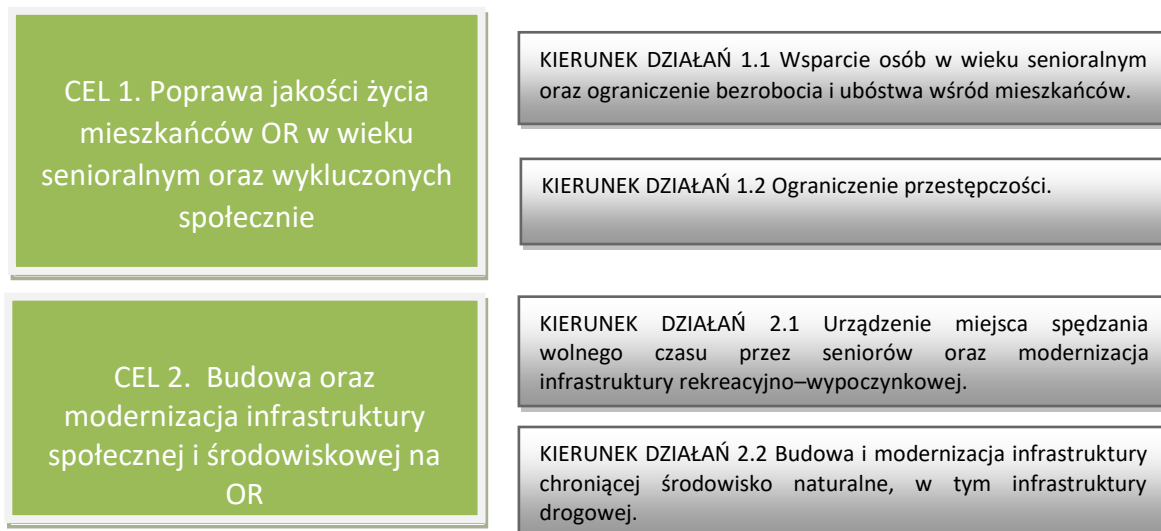 CEL 1. Poprawa jakości życia
mieszkańców OR w wieku
senioralnym oraz wykluczonych
społecznie
KIERUNEK DZIAŁAŃ 1.1 Wsparcie osób w wieku senioralnym
oraz ograniczenie bezrobocia i ubóstwa wśród mieszkańców.
KIERUNEK DZIAŁAŃ 1.2 Ograniczenie przestępczości.
CEL 2. Budowa oraz
modernizacja infrastruktury
społecznej i środowiskowej na
OR
KIERUNEK DZIAŁAŃ 2.1 Urządzenie miejsca spędzania
wolnego czasu przez seniorów oraz modernizacja
infrastruktury rekreacyjno–wypoczynkowej.
KIERUNEK DZIAŁAŃ 2.2 Budowa i modernizacja infrastruktury
chroniącej środowisko naturalne, w tym infrastruktury
drogowej.